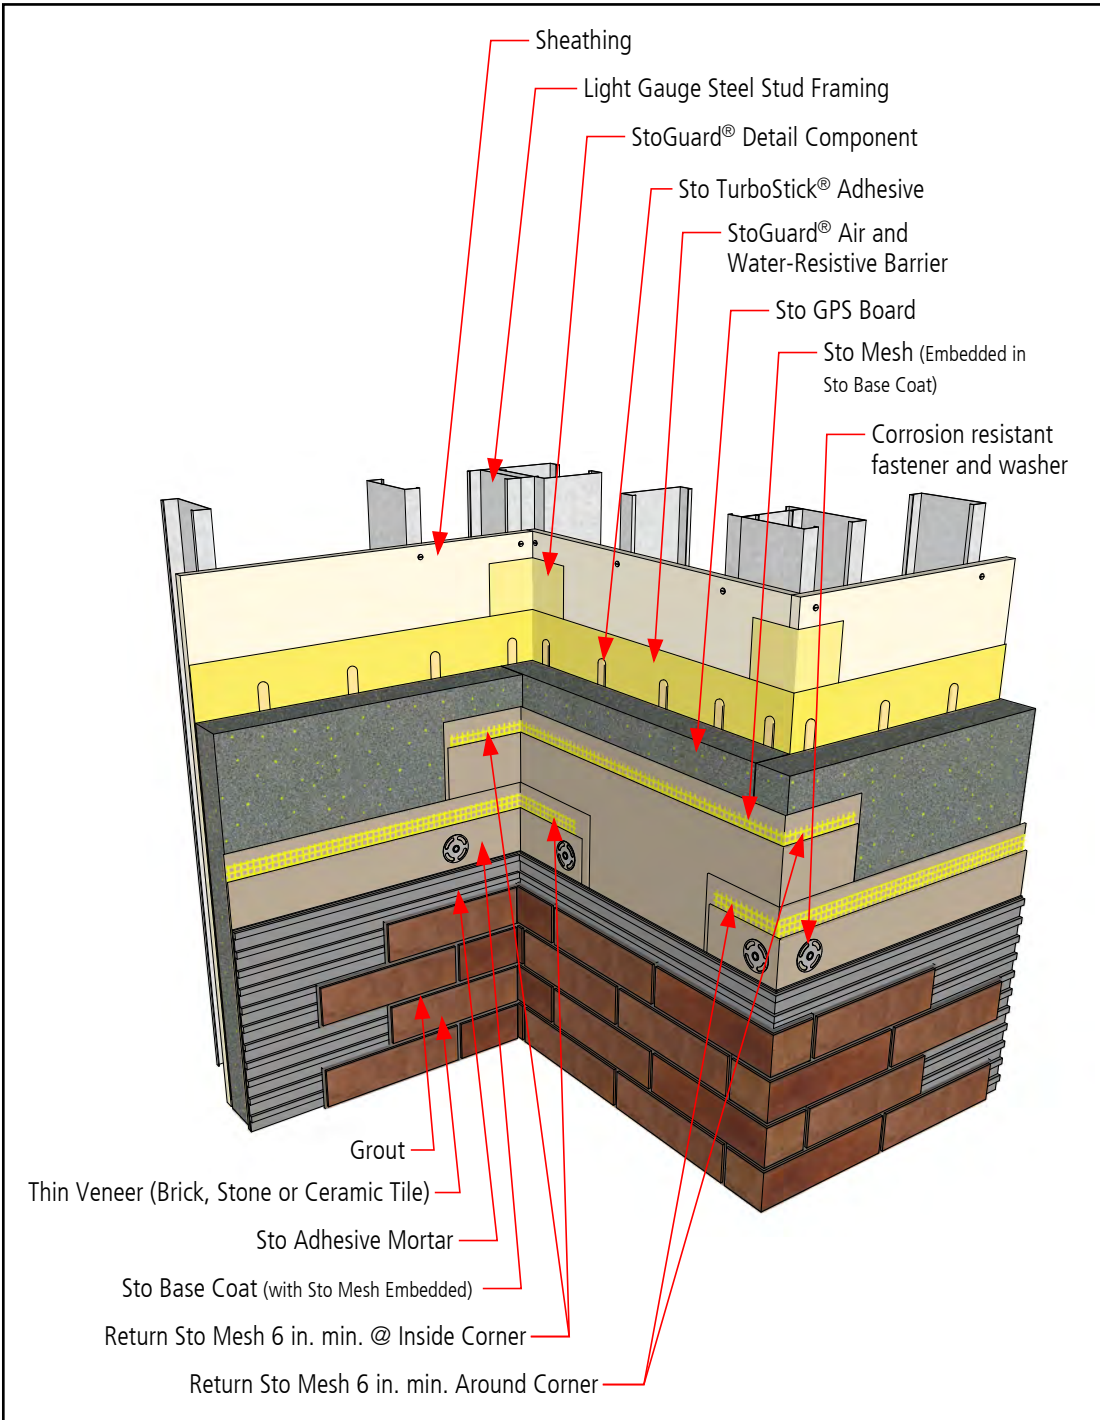 Sheathing
Light Gauge Steel Stud Framing
StoGuard® Detail Component
Sto TurboStick® Adhesive
StoGuard® Air and
Water-Resistive Barrier
Sto GPS Board
Sto Mesh (Embedded in
Sto Base Coat)
Corrosion resistant
fastener and washer
Grout
Thin Veneer (Brick, Stone or Ceramic Tile)
Sto Adhesive Mortar
Sto Base Coat (with Sto Mesh Embedded)
Return Sto Mesh 6 in. min. @ Inside Corner
Return Sto Mesh 6 in. min. Around Corner